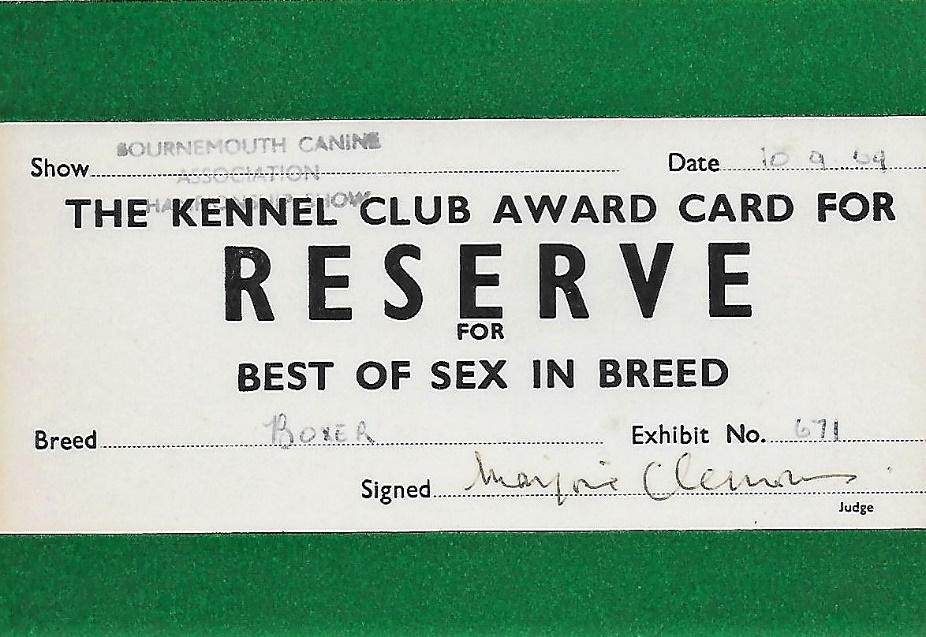 BOURNEMOUTH CANINE
ASSOCIATION
Show Date 10 9 69
THE KENNEL CLUB AWARD CARD FOR
RESERVE
FOR
BEST OF SEX IN BREED
Breed BOXER Exhibit No. 671
Signed Marjorie
Judge